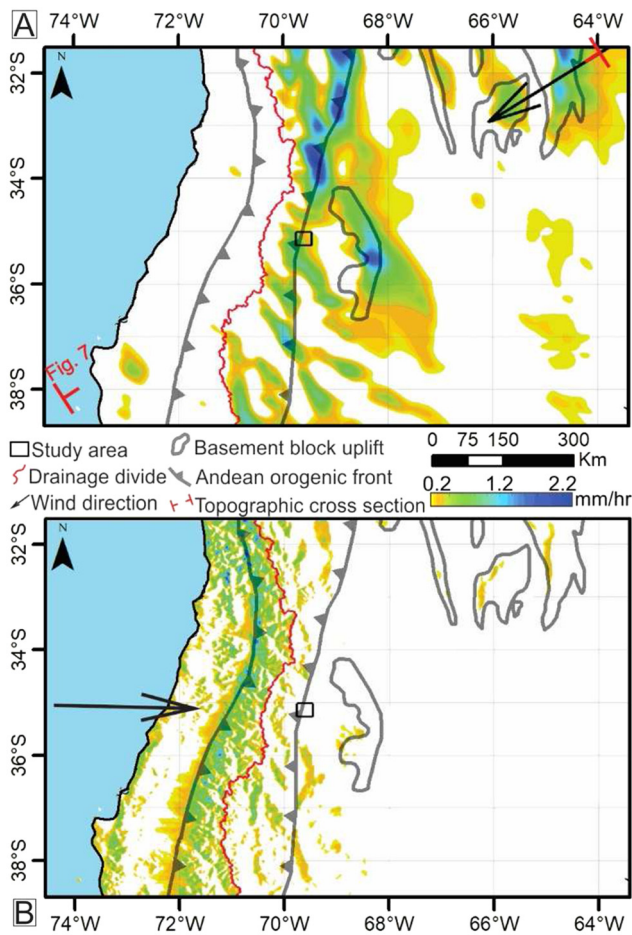 A
74°W 72°W 70°W 68°W 66°W 64°W
N
32°S
34°S
36°S
38°S
Fig. 7
Study area
Basement block uplift
0 75 150 300
Km
Drainage divide
Andean orogenic front
0.2 1.2 2.2
mm/hr
Wind direction
Topographic cross section
N
32°S
34°S
36°S
38°S
B
74°W 72°W 70°W 68°W 66°W 64°W